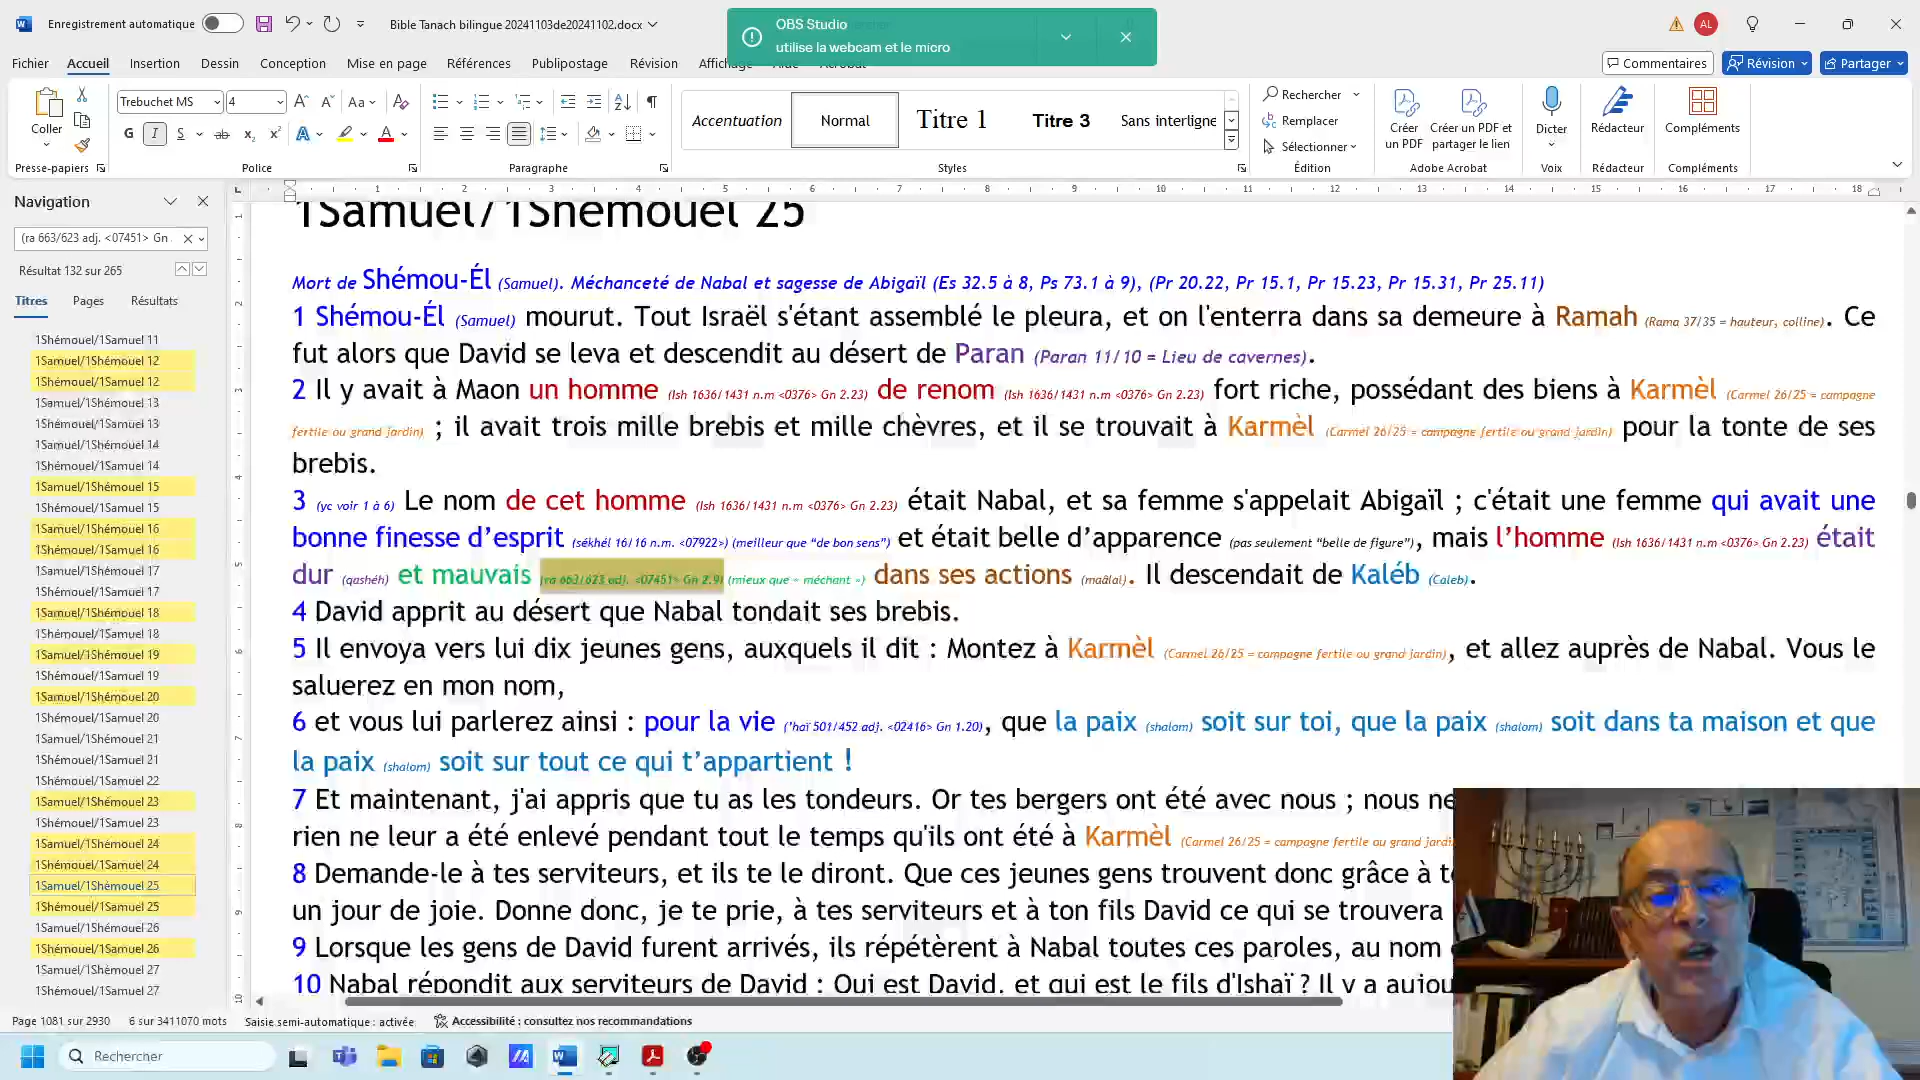 Enregistrement automatique
Bible Tanach bilingue 20241103de20241102.docx
OBS Studio
utilise la webcam et le micro
AL
Fichier Accueil Insertion Dessin Conception Mise en page Références Publipostage Révision
Commentaires Révision Partager
Coller
Trebuchet MS 4
G I S ab x₂ x² A
Accentuation Normal Titre 1 Titre 3 Sans interligne
Rechercher
Remplacer
Sélectionner
Créer un PDF
Créer un PDF et partager le lien
Dicter
Rédacteur
Compléments
Presse-papiers Police Paragraphe Styles Édition Adobe Acrobat Voix Rédacteur Compléments
Navigation
(ra 663/623 adj. <07451> Gn
Résultat 132 sur 265
Titres Pages Résultats
1Shémouel/1Samuel 11
1Samuel/1Shémouel 12
1Shémouel/1Samuel 12
1Samuel/1Shémouel 13
1Shémouel/1Samuel 13
1Samuel/1Shémouel 14
1Shémouel/1Samuel 14
1Samuel/1Shémouel 15
1Shémouel/1Samuel 15
1Samuel/1Shémouel 16
1Shémouel/1Samuel 16
1Samuel/1Shémouel 17
1Shémouel/1Samuel 17
1Samuel/1Shémouel 18
1Shémouel/1Samuel 18
1Samuel/1Shémouel 19
1Shémouel/1Samuel 19
1Samuel/1Shémouel 20
1Shémouel/1Samuel 20
1Samuel/1Shémouel 21
1Shémouel/1Samuel 21
1Samuel/1Shémouel 22
1Shémouel/1Samuel 22
1Samuel/1Shémouel 23
1Shémouel/1Samuel 23
1Samuel/1Shémouel 24
1Shémouel/1Samuel 24
1Samuel/1Shémouel 25
1Shémouel/1Samuel 25
1Samuel/1Shémouel 26
1Shémouel/1Samuel 26
1Samuel/1Shémouel 27
1Shémouel/1Samuel 27
1Samuel/1Shémouel 25
Mort de Shémou-Él (Samuel). Méchanceté de Nabal et sagesse de Abigaïl (Es 32.5 à 8, Ps 73.1 à 9), (Pr 20.22, Pr 15.1, Pr 15.23, Pr 15.31, Pr 25.11)
1 Shémou-Él (Samuel) mourut. Tout Israël s'étant assemblé le pleura, et on l'enterra dans sa demeure à Ramah (Rama 37/35 = hauteur, colline). Ce
fut alors que David se leva et descendit au désert de Paran (Paran 11/10 = Lieu de cavernes).
2 Il y avait à Maon un homme (Ish 1636/1431 n.m <0376> Gn 2.23) de renom (Ish 1636/1431 n.m <0376> Gn 2.23) fort riche, possédant des biens à Karmèl (Carmel 26/25 = campagne
fertile ou grand jardin) ; il avait trois mille brebis et mille chèvres, et il se trouvait à Karmèl (Carmel 26/25 = campagne fertile ou grand jardin) pour la tonte de ses
brebis.
3 (yc voir 1 à 6) Le nom de cet homme (Ish 1636/1431 n.m <0376> Gn 2.23) était Nabal, et sa femme s'appelait Abigaïl ; c'était une femme qui avait une
bonne finesse d’esprit (sékhél 16/16 n.m. <07922>) (meilleur que “de bon sens”) et était belle d’apparence (pas seulement “belle de figure”), mais l’homme (Ish 1636/1431 n.m <0376> Gn 2.23) était
dur (qashéh) et mauvais (ra 663/623 adj. <07451> Gn 2.9) (mieux que « méchant ») dans ses actions (maâlal). Il descendait de Kaléb (Caleb).
4 David apprit au désert que Nabal tondait ses brebis.
5 Il envoya vers lui dix jeunes gens, auxquels il dit : Montez à Karmèl (Carmel 26/25 = campagne fertile ou grand jardin), et allez auprès de Nabal. Vous le
saluerez en mon nom,
6 et vous lui parlerez ainsi : pour la vie (’haï 501/452 adj. <02416> Gn 1.20), que la paix (shalom) soit sur toi, que la paix (shalom) soit dans ta maison et que
la paix (shalom) soit sur tout ce qui t’appartient !
7 Et maintenant, j'ai appris que tu as les tondeurs. Or tes bergers ont été avec nous ; nous ne
rien ne leur a été enlevé pendant tout le temps qu'ils ont été à Karmèl (Carmel 26/25 = campagne fertile ou grand jardin
8 Demande-le à tes serviteurs, et ils te le diront. Que ces jeunes gens trouvent donc grâce à
un jour de joie. Donne donc, je te prie, à tes serviteurs et à ton fils David ce qui se trouvera
9 Lorsque les gens de David furent arrivés, ils répétèrent à Nabal toutes ces paroles, au nom
10 Nabal répondit aux serviteurs de David : Qui est David, et qui est le fils d'Ishaï ? Il y a
Page 1081 sur 2930 6 sur 3411070 mots Saisie semi-automatique : activée Accessibilité : consultez nos recommandations
Rechercher